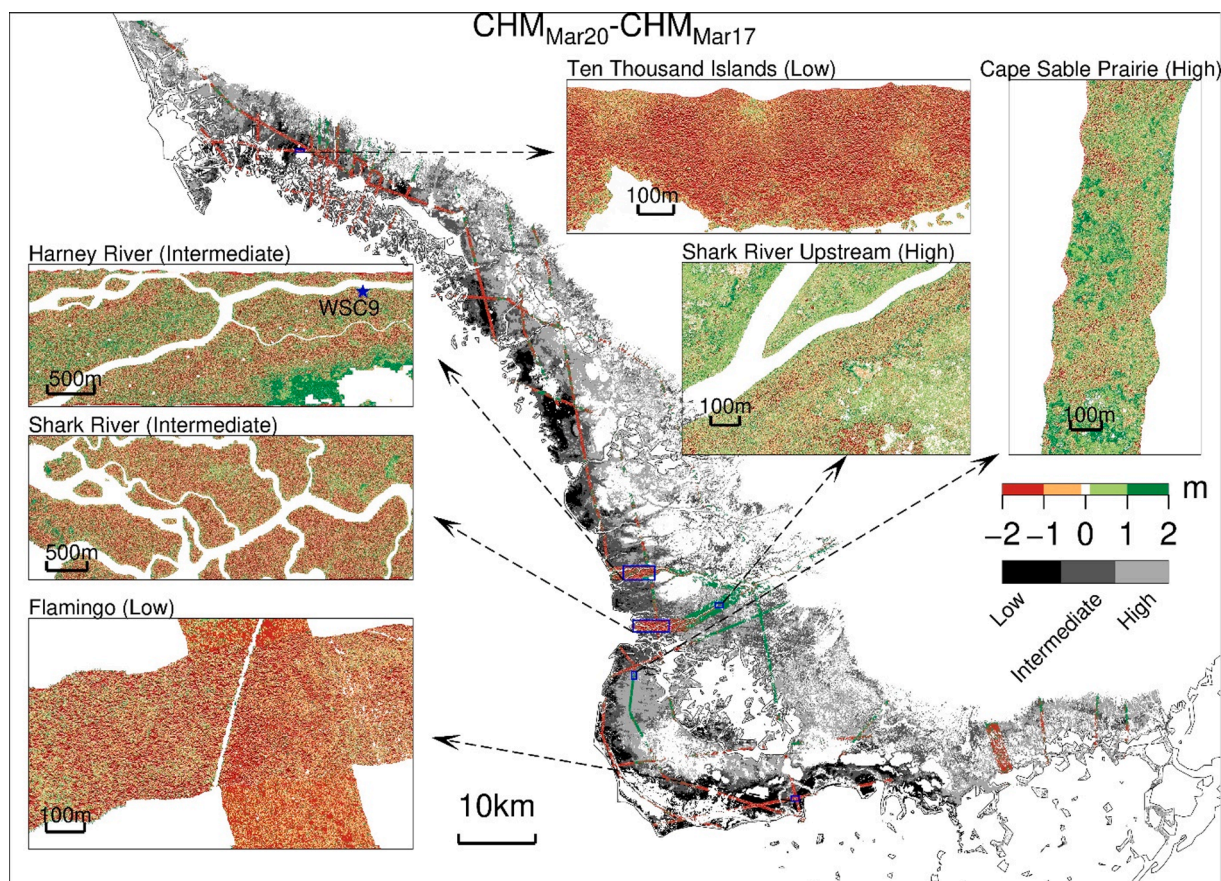 CHMMar20-CHMMar17
Ten Thousand Islands (Low)
100m
Cape Sable Prairie (High)
100m
Harney River (Intermediate)
WSC9
500m
Shark River Upstream (High)
100m
Shark River (Intermediate)
500m
Flamingo (Low)
100m
10km
m
−2 −1 0 1 2
Low
Intermediate
High